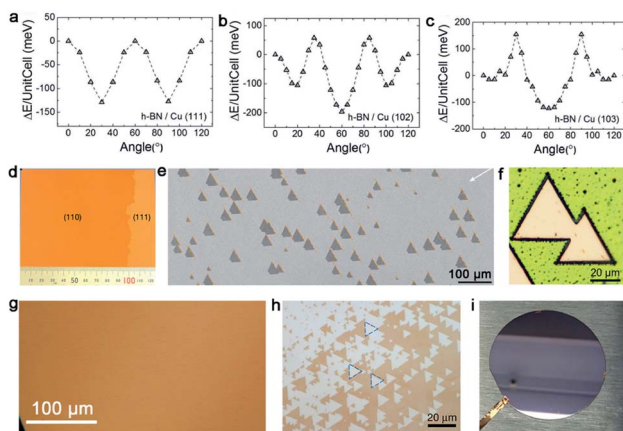 a
50
0
-50
-100
-150
ΔE/UnitCell (meV)
h-BN / Cu (111)
0 20 40 60 80 100 120
Angle(°)
b
100
0
-100
-200
ΔE/UnitCell (meV)
h-BN / Cu (102)
0 20 40 60 80 100 120
Angle(°)
c
200
100
0
-100
-200
ΔE/UnitCell (meV)
h-BN / Cu (103)
0 20 40 60 80 100 120
Angle(°)
d
(110) (111)
50 100
e
100 μm
f
20 μm
g
100 μm
h
20 μm
i